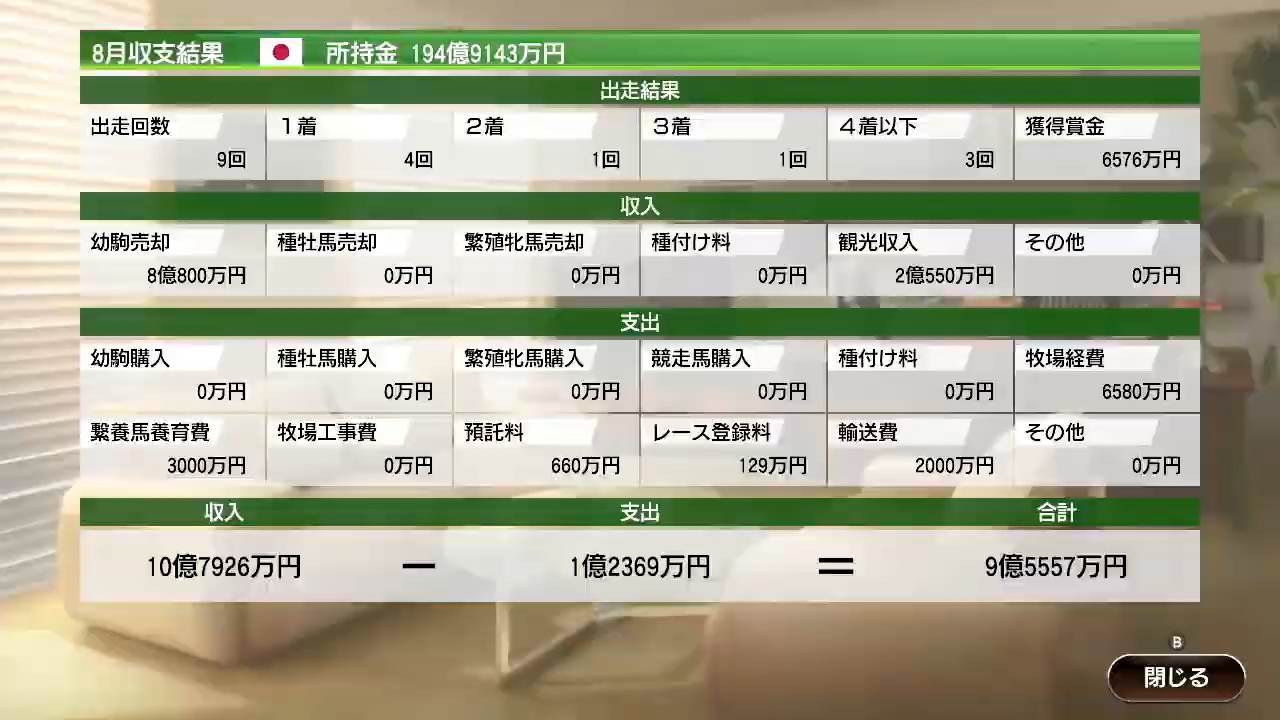 8月収支結果 所持金 194億9143万円
出走結果
出走回数 1着 2着 3着 4着以下 獲得賞金
9回 4回 1回 1回 3回 6576万円
収入
幼駒売却 種牡馬売却 繁殖牝馬売却 種付け料 観光収入 その他
8億800万円 0万円 0万円 0万円 2億550万円 0万円
支出
幼駒購入 種牡馬購入 繁殖牝馬購入 競走馬購入 種付け料 牧場経費
0万円 0万円 0万円 0万円 0万円 6580万円
繋養馬養育費 牧場工事費 預託料 レース登録料 輸送費 その他
3000万円 0万円 660万円 129万円 2000万円 0万円
収入 支出 合計
10億7926万円 － 1億2369万円 ＝ 9億5557万円
B
閉じる